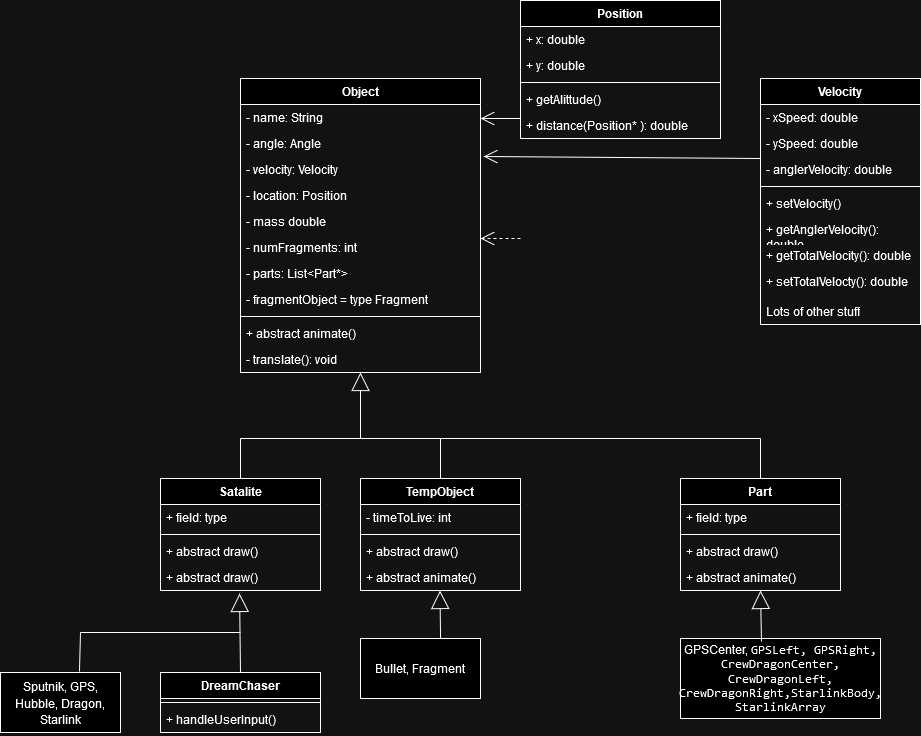 Position
+ x: double
+ y: double
+ getAlittude()
+ distance(Position* ): double
Object
- name: String
- angle: Angle
- velocity: Velocity
- location: Position
- mass double
- numFragments: int
- parts: List<Part*>
- fragmentObject = type Fragment
+ abstract animate()
- translate(): void
Velocity
- xSpeed: double
- ySpeed: double
- anglerVelocity: double
+ setVelocity()
+ getAnglerVelocity():
double
+ getTotalVelocity(): double
+ setTotalVelocty(): double
Lots of other stuff
Satalite
+ field: type
+ abstract draw()
+ abstract draw()
TempObject
- timeToLive: int
+ abstract draw()
+ abstract animate()
Part
+ field: type
+ abstract draw()
+ abstract animate()
Sputnik, GPS,
Hubble, Dragon,
Starlink
DreamChaser
+ handleUserInput()
Bullet, Fragment
GPSCenter, GPSLeft, GPSRight,
CrewDragonCenter,
CrewDragonLeft,
CrewDragonRight,StarlinkBody,
StarlinkArray